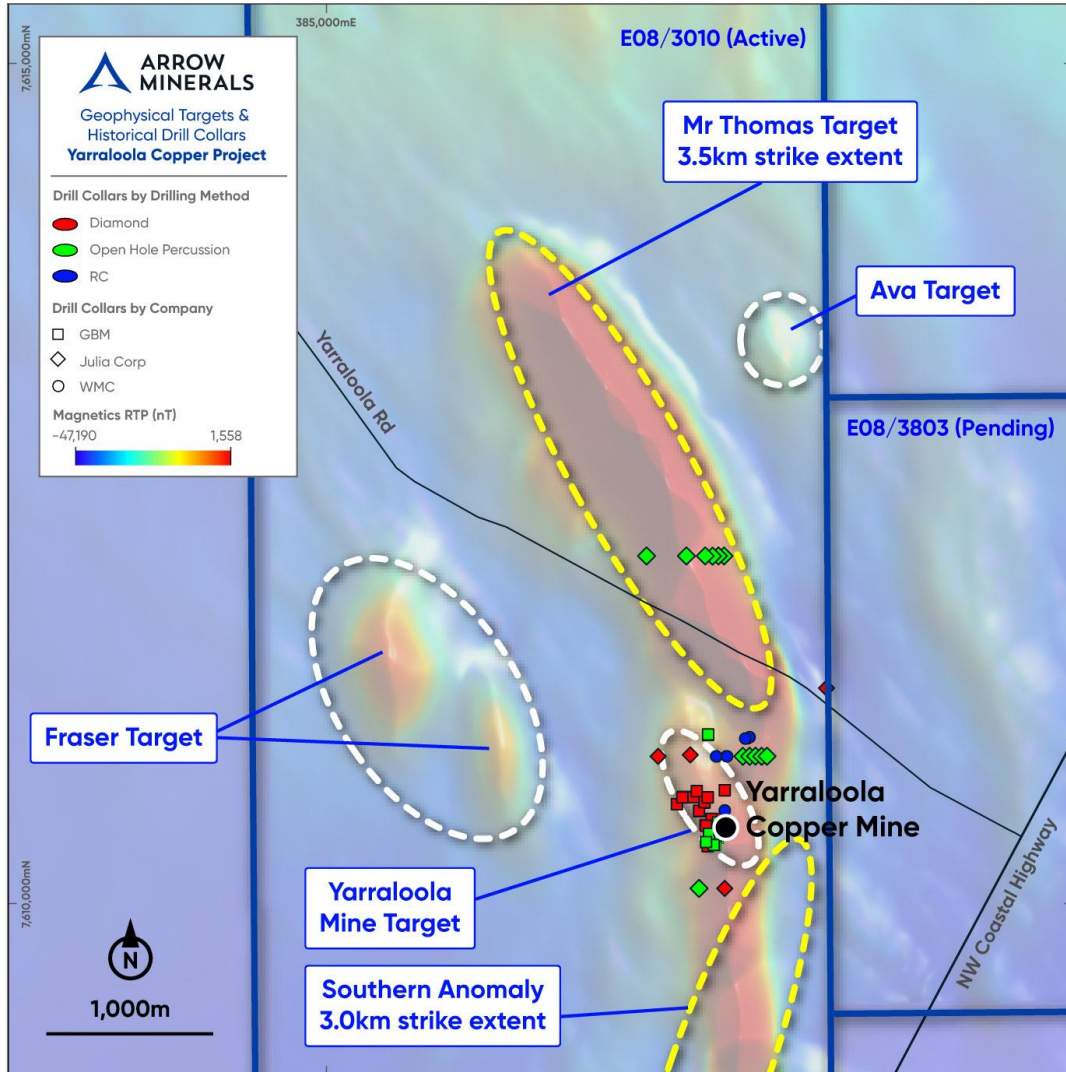 385,000mE
7,615,000mN
E08/3010 (Active)
ARROW
MINERALS
Geophysical Targets &
Historical Drill Collars
Yarraloola Copper Project
Drill Collars by Drilling Method
Diamond
Open Hole Percussion
RC
Drill Collars by Company
GBM
Julia Corp
WMC
Magnetics RTP (nT)
-47,190 1,558
Mr Thomas Target
3.5km strike extent
Ava Target
Yarraloola Rd
E08/3803 (Pending)
Fraser Target
Yarraloola
Copper Mine
Yarraloola
Mine Target
NW Coastal Highway
7,610,000mN
N
1,000m
Southern Anomaly
3.0km strike extent